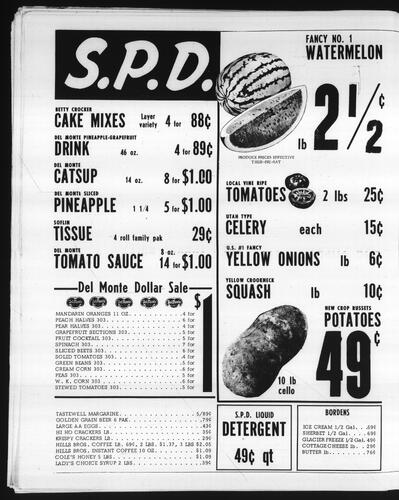 S.P.D.
BETTY CROCKER
CAKE MIXES Layer variety 4 for 88¢
DEL MONTE PINEAPPLE-GRAPEFRUIT
DRINK 46 oz. 4 for 89¢
DEL MONTE
CATSUP 14 oz. 8 for $1.00
DEL MONTE SLICED
PINEAPPLE 1 1/4 5 for $1.00
SOFLIN
TISSUE 4 roll family pak 29¢
DEL MONTE
TOMATO SAUCE 8 oz. 14 for $1.00
Del Monte Dollar Sale
$1
MANDARIN ORANGES 11 OZ. 4 for
PEACH HALVES 303 4 for
PEAR HALVES 303 4 for
GRAPEFRUIT SECTIONS 303 4 for
FRUIT COCKTAIL 303 5 for
SPINACH 303 7 for
SLICED BEETS 303 6 for
SOLID TOMATOES 303 4 for
GREEN BEANS 303 5 for
CREAM CORN 303 6 for
PEAS 303 5 for
W. K. CORN 303 6 for
STEWED TOMATOES 303 5 for
TASTEWELL MARGARINE 5/89¢
GOLDEN GRAIN BEER 6 PAK 79¢
LARGE AA EGGS 43¢
HI HO CRACKERS LB. 35¢
KRISPY CRACKERS LB. 29¢
HILLS BROS. COFFEE LB. 69¢, 2 LBS. $1.37, 3 LBS $2.05
HILLS BROS. INSTANT COFFEE 10 OZ. $1.09
COLE'S HONEY 5 LBS. $1.09
LADY'S CHOICE SYRUP 2 LBS. 39¢
FANCY NO. 1
WATERMELON
lb 2 1/2¢
PRODUCE PRICES EFFECTIVE
THUR-FRI-SAT
LOCAL VINE RIPE
TOMATOES 2 lbs 25¢
UTAH TYPE
CELERY each 15¢
U.S. #1 FANCY
YELLOW ONIONS lb 6¢
YELLOW CROOKNECK
SQUASH lb 10¢
NEW CROP RUSSETS
POTATOES
49¢
10 lb
cello
S.P.D. LIQUID
DETERGENT
49¢ qt
BORDENS
ICE CREAM 1/2 Gal. 69¢
SHERBET 1/2 Gal. 69¢
GLACIER FREEZE 1/2 Gal. 49¢
COTTAGE CHEESE lb. 29¢
BUTTER lb. 76¢